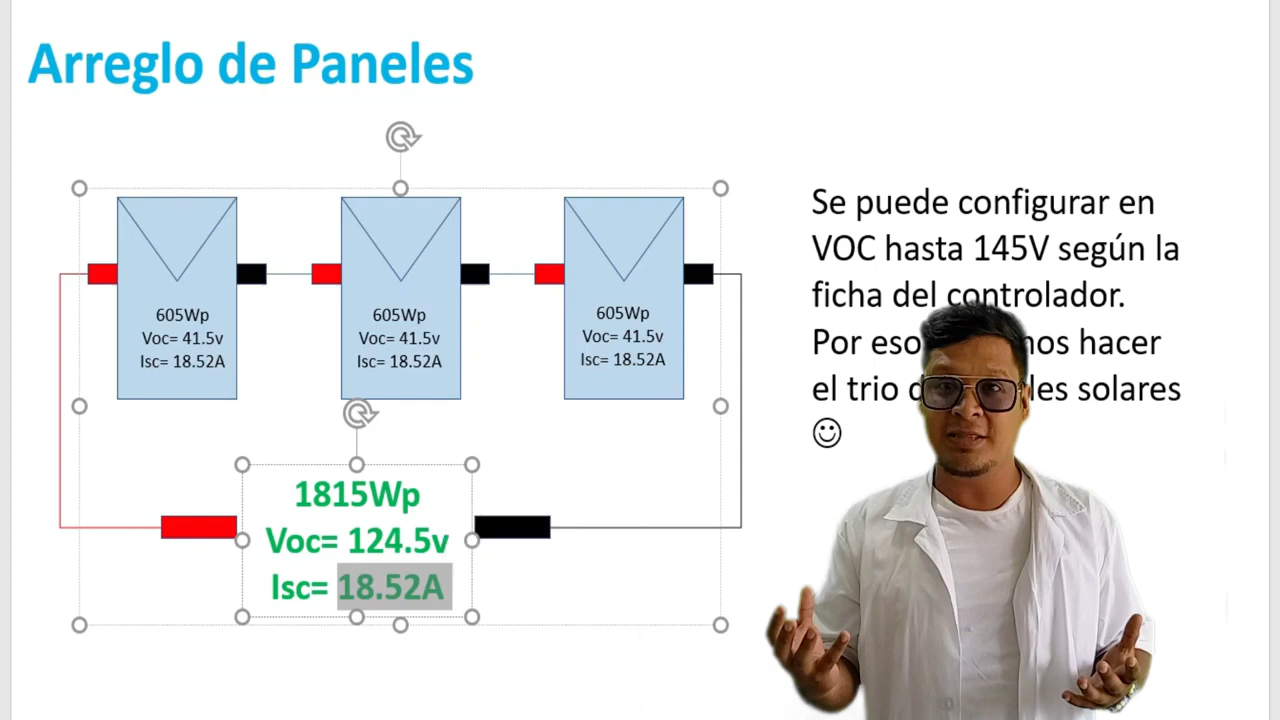 Arreglo de Paneles
605Wp
Voc= 41.5v
Isc= 18.52A
605Wp
Voc= 41.5v
Isc= 18.52A
605Wp
Voc= 41.5v
Isc= 18.52A
1815Wp
Voc= 124.5v
Isc= 18.52A
Se puede configurar en
VOC hasta 145V según la
ficha del controlador.
Por eso hacer
el trio solares
☺